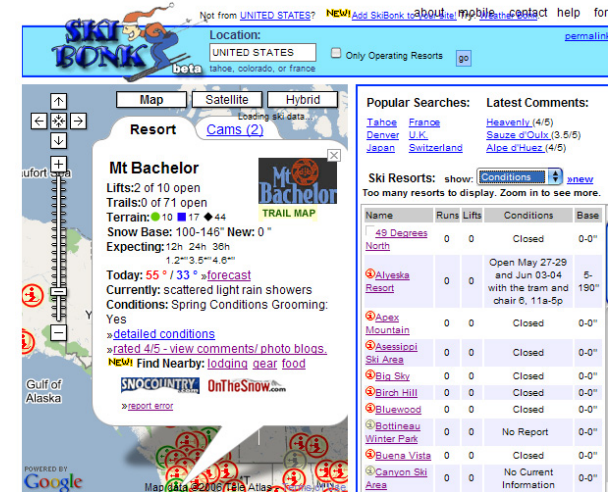 SKI BONK beta
Not from UNITED STATES?
NEW! Add SkiBonk to your site!
about mobile contact help
Location:
UNITED STATES
Only Operating Resorts
go
permalink
tahoe, colorado, or france
Map Satellite Hybrid
Loading ski data...
Resort Cams (2)
Mt Bachelor
Lifts:2 of 10 open
Trails:0 of 71 open
Terrain: 10 17 44
Snow Base: 100-146" New: 0 "
Expecting:12h 24h 36h
1.2""3.5""4.6""
Today: 55 ° / 33 ° »forecast
Currently: scattered light rain showers
Conditions: Spring Conditions Grooming:
Yes
»detailed conditions
»rated 4/5 - view comments/ photo blogs.
NEW! Find Nearby: lodging gear food
SNOCOUNTRY OnTheSnow.com
»report error
Mt Bachelor
TRAIL MAP
Gulf of
Alaska
POWERED BY
Google
Map data ©2006 Tele Atlas - Terms of Use
Popular Searches:
Tahoe France
Denver U.K.
Japan Switzerland
Latest Comments:
Heavenly (4/5)
Sauze d'Oulx (3.5/5)
Alpe d'Huez (4/5)
Ski Resorts: show: Conditions »new
Too many resorts to display. Zoom in to see more.
Name Runs Lifts Conditions Base
49 Degrees North 0 0 Closed 0-0"
Alyeska Resort 0 0 Open May 27-29 and Jun 03-04 with the tram and chair 6, 11a-5p 5-190"
Apex Mountain 0 0 Closed 0-0"
Asessippi Ski Area 0 0 Closed 0-0"
Big Sky 0 0 Closed 0-0"
Birch Hill 0 0 Closed 0-0"
Bluewood 0 0 Closed 0-0"
Bottineau Winter Park 0 0 No Report 0-0"
Buena Vista 0 0 Closed 0-0"
Canyon Ski Area 0 0 No Current Information 0-0"